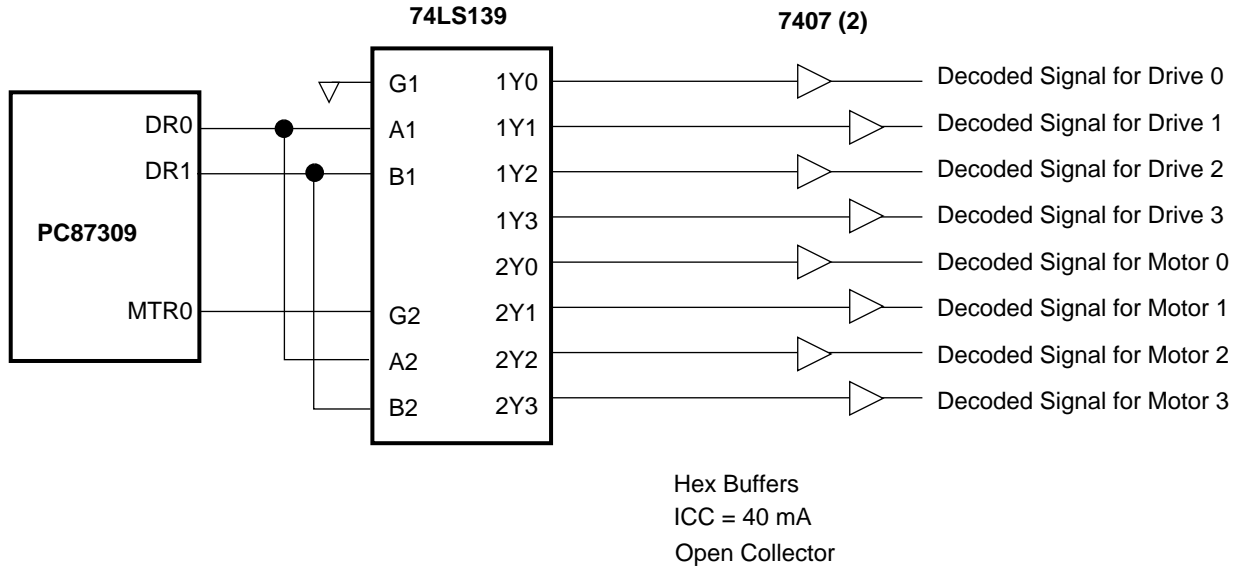 74LS139
7407 (2)
G1 1Y0 Decoded Signal for Drive 0
DR0 A1 1Y1 Decoded Signal for Drive 1
DR1 B1 1Y2 Decoded Signal for Drive 2
1Y3 Decoded Signal for Drive 3
PC87309
2Y0 Decoded Signal for Motor 0
MTR0 G2 2Y1 Decoded Signal for Motor 1
A2 2Y2 Decoded Signal for Motor 2
B2 2Y3 Decoded Signal for Motor 3
Hex Buffers
ICC = 40 mA
Open Collector